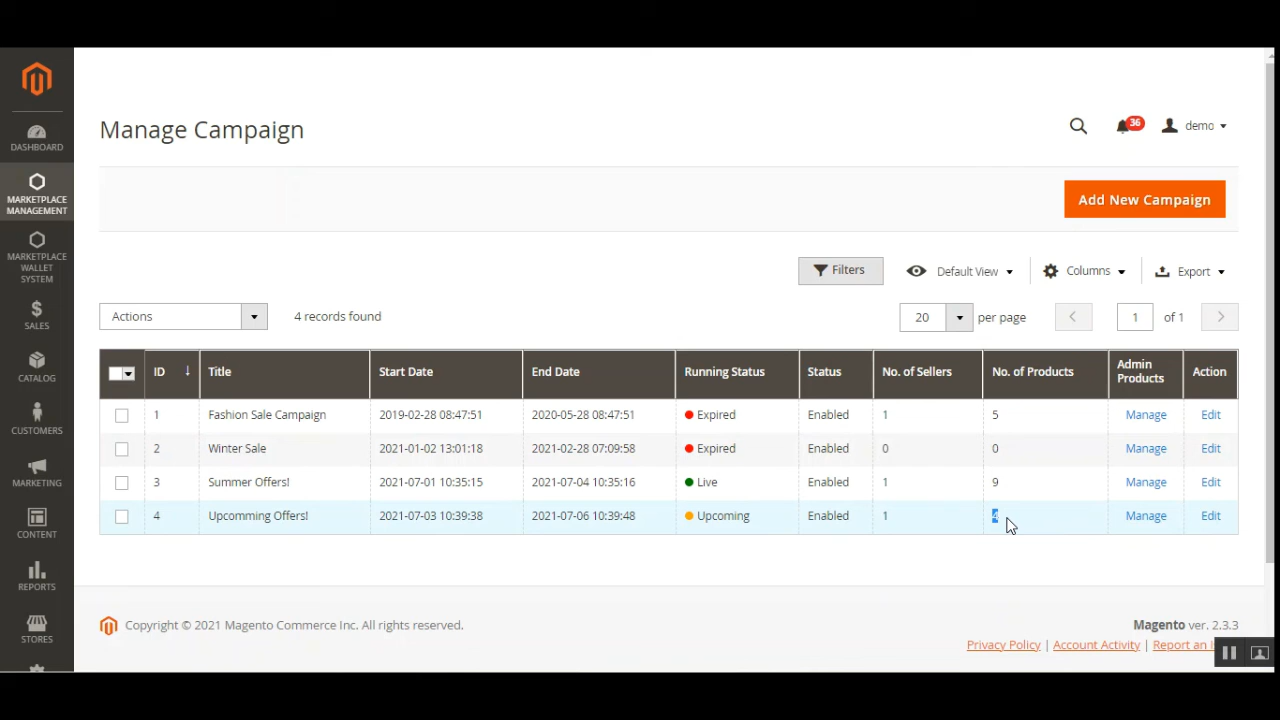 Manage Campaign
36
demo
DASHBOARD
MARKETPLACE
MANAGEMENT
MARKETPLACE
WALLET
SYSTEM
SALES
CATALOG
CUSTOMERS
MARKETING
CONTENT
REPORTS
STORES
Add New Campaign
Filters
Default View
Columns
Export
Actions
4 records found
20 per page
1 of 1
ID Title Start Date End Date Running Status Status No. of Sellers No. of Products Admin Products Action
1 Fashion Sale Campaign 2019-02-28 08:47:51 2020-05-28 08:47:51 Expired Enabled 1 5 Manage Edit
2 Winter Sale 2021-01-02 13:01:18 2021-02-28 07:09:58 Expired Enabled 0 0 Manage Edit
3 Summer Offers! 2021-07-01 10:35:15 2021-07-04 10:35:16 Live Enabled 1 9 Manage Edit
4 Upcomming Offers! 2021-07-03 10:39:38 2021-07-06 10:39:48 Upcoming Enabled 1 4 Manage Edit
Copyright © 2021 Magento Commerce Inc. All rights reserved.
Magento ver. 2.3.3
Privacy Policy | Account Activity | Report an